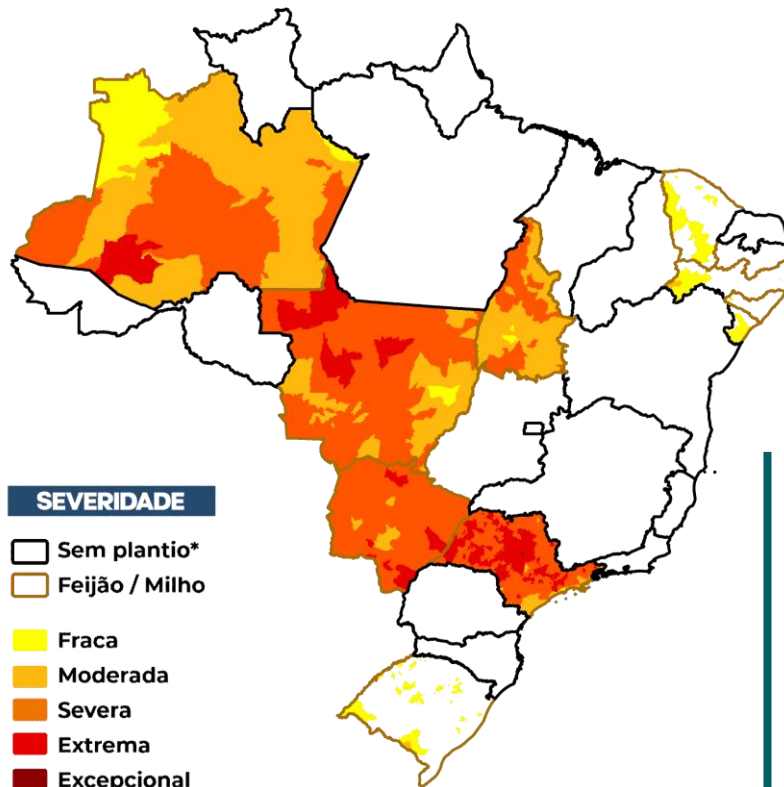 SEVERIDADE
Sem plantio*
Feijão / Milho
Fraca
Moderada
Severa
Extrema
Excepcional